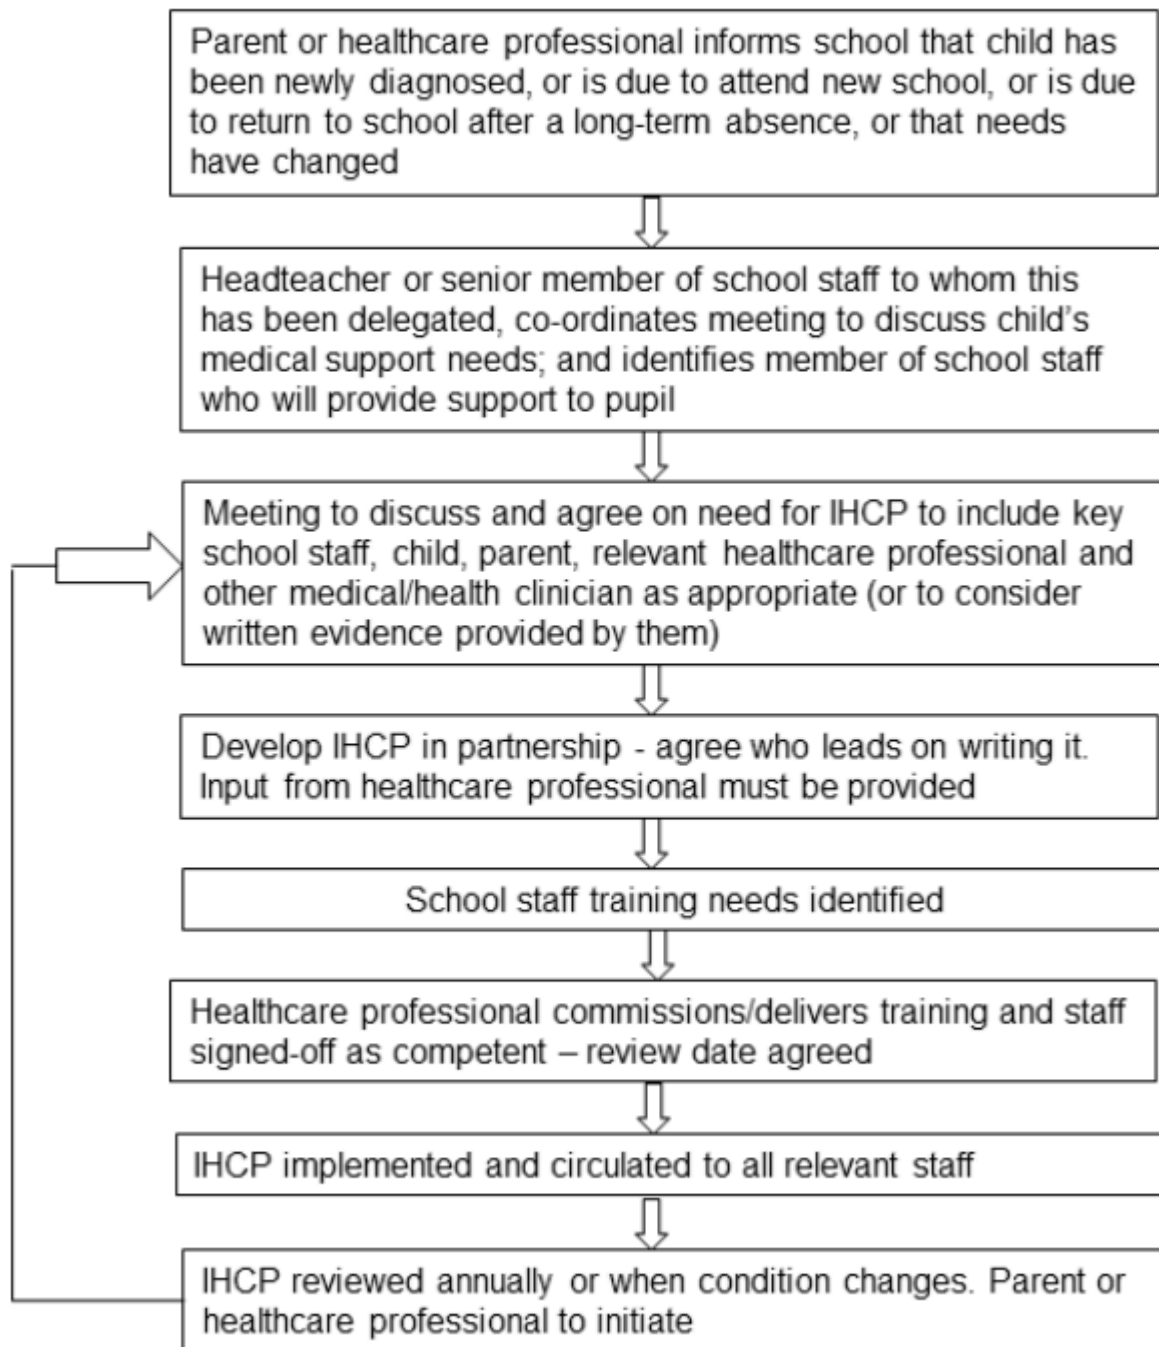 Parent or healthcare professional informs school that child has
been newly diagnosed, or is due to attend new school, or is due
to return to school after a long-term absence, or that needs
have changed
Headteacher or senior member of school staff to whom this
has been delegated, co-ordinates meeting to discuss child's
medical support needs; and identifies member of school staff
who will provide support to pupil
Meeting to discuss and agree on need for IHCP to include key
school staff, child, parent, relevant healthcare professional and
other medical/health clinician as appropriate (or to consider
written evidence provided by them)
Develop IHCP in partnership - agree who leads on writing it.
Input from healthcare professional must be provided
School staff training needs identified
Healthcare professional commissions/delivers training and staff
signed-off as competent – review date agreed
IHCP implemented and circulated to all relevant staff
IHCP reviewed annually or when condition changes. Parent or
healthcare professional to initiate